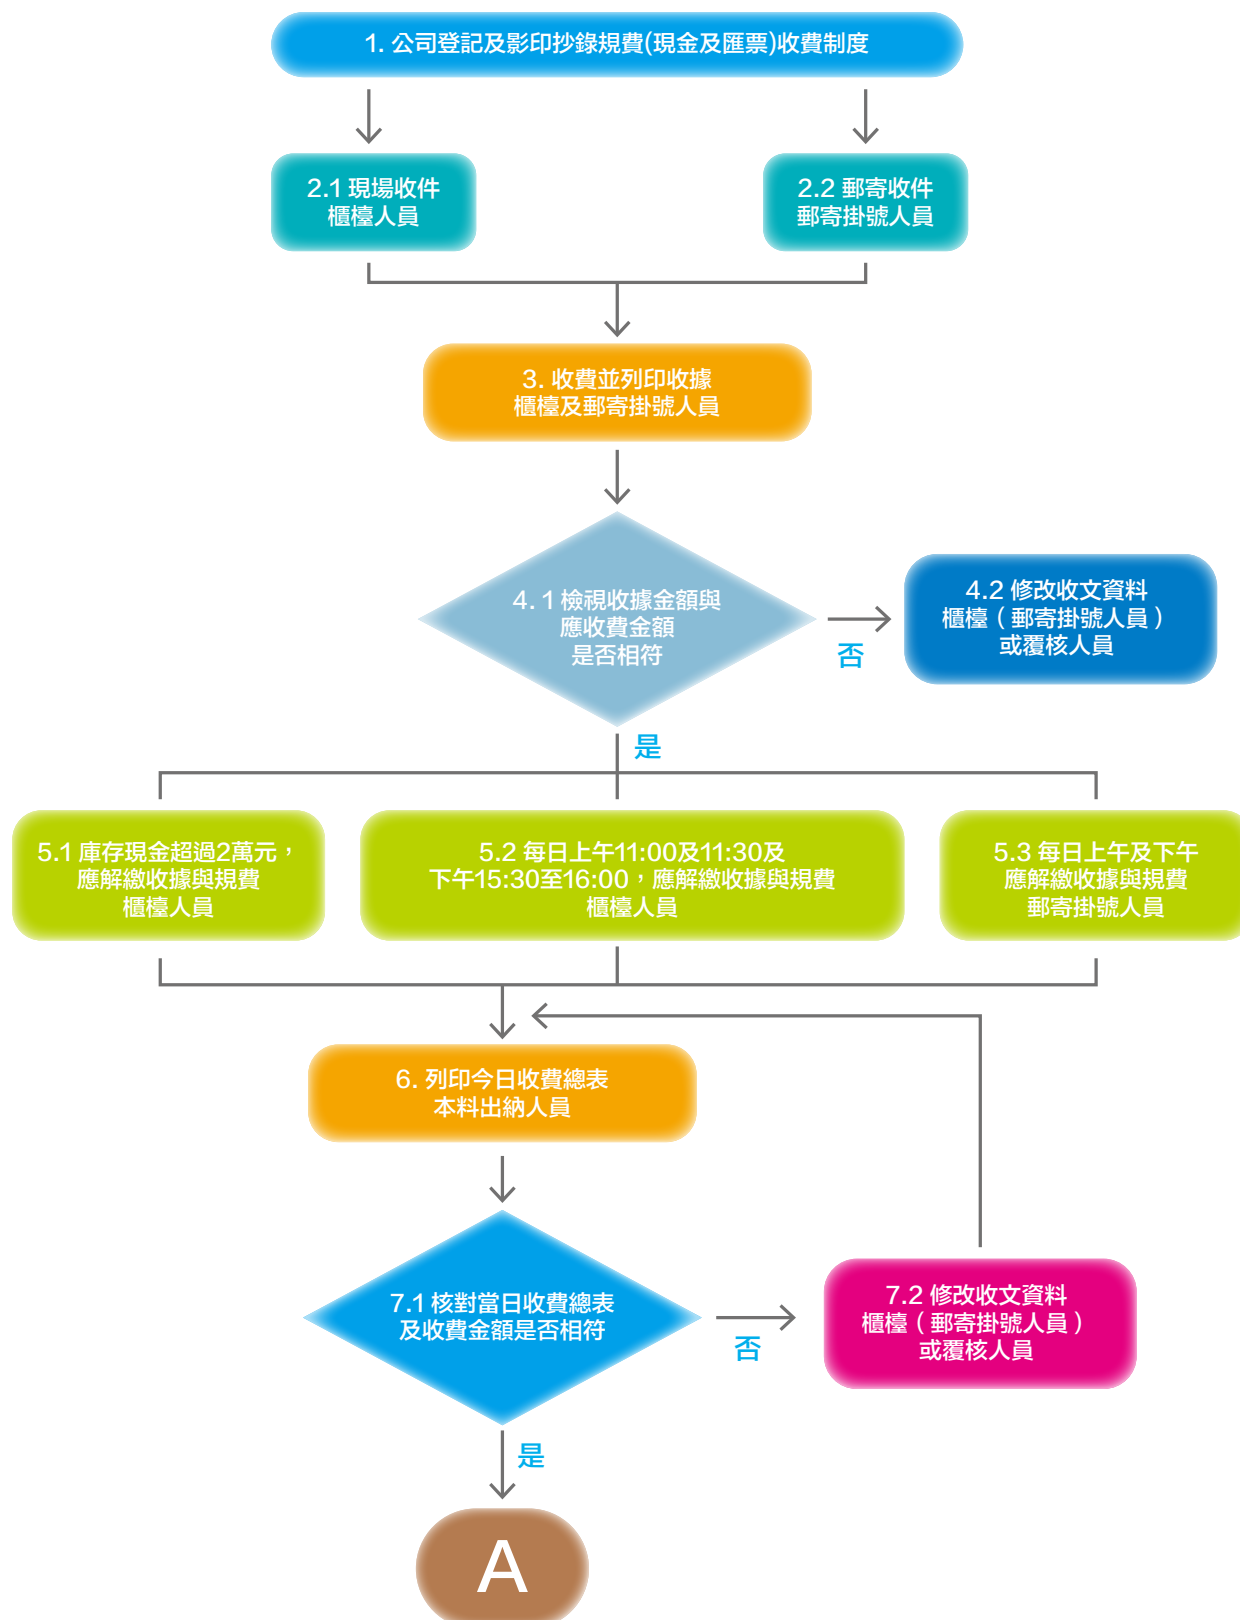 1. 公司登記及影印抄錄規費(現金及匯票)收費制度
2.1 現場收件
櫃檯人員
2.2 郵寄收件
郵寄掛號人員
3. 收費並列印收據
櫃檯及郵寄掛號人員
4. 1 檢視收據金額與
應收費金額
是否相符
否
4.2 修改收文資料
櫃檯（郵寄掛號人員）
或覆核人員
是
5.1 庫存現金超過2萬元，
應解繳收據與規費
櫃檯人員
5.2 每日上午11:00及11:30及
下午15:30至16:00，應解繳收據與規費
櫃檯人員
5.3 每日上午及下午
應解繳收據與規費
郵寄掛號人員
6. 列印今日收費總表
本料出納人員
7.1 核對當日收費總表
及收費金額是否相符
否
7.2 修改收文資料
櫃檯（郵寄掛號人員）
或覆核人員
是
A